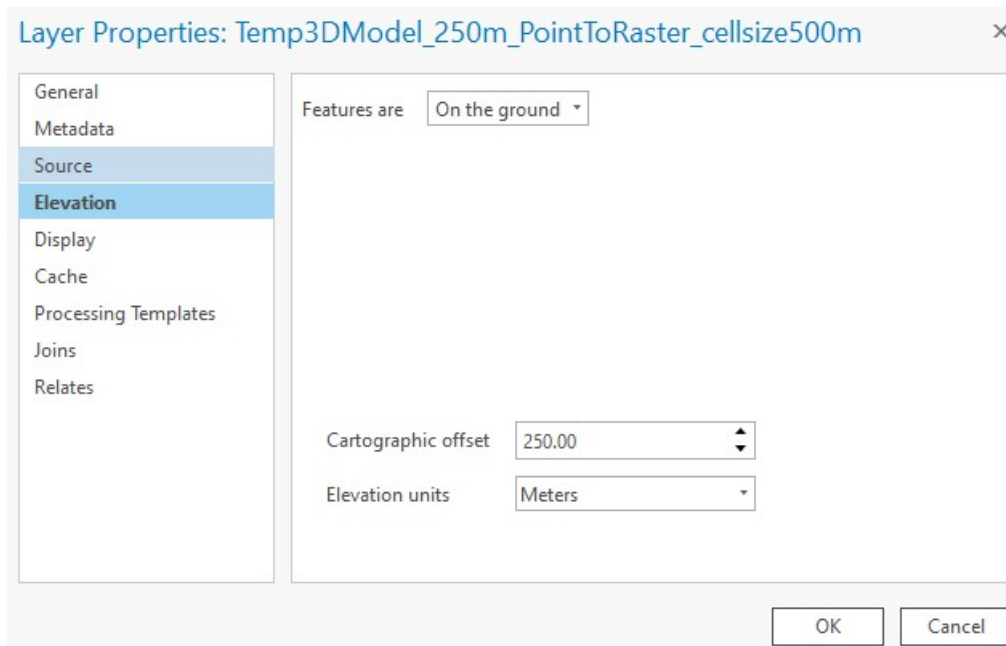 Layer Properties: Temp3DModel_250m_PointToRaster_cellsize500m
General
Metadata
Source
Elevation
Display
Cache
Processing Templates
Joins
Relates
Features are On the ground
Cartographic offset 250.00
Elevation units Meters
OK Cancel